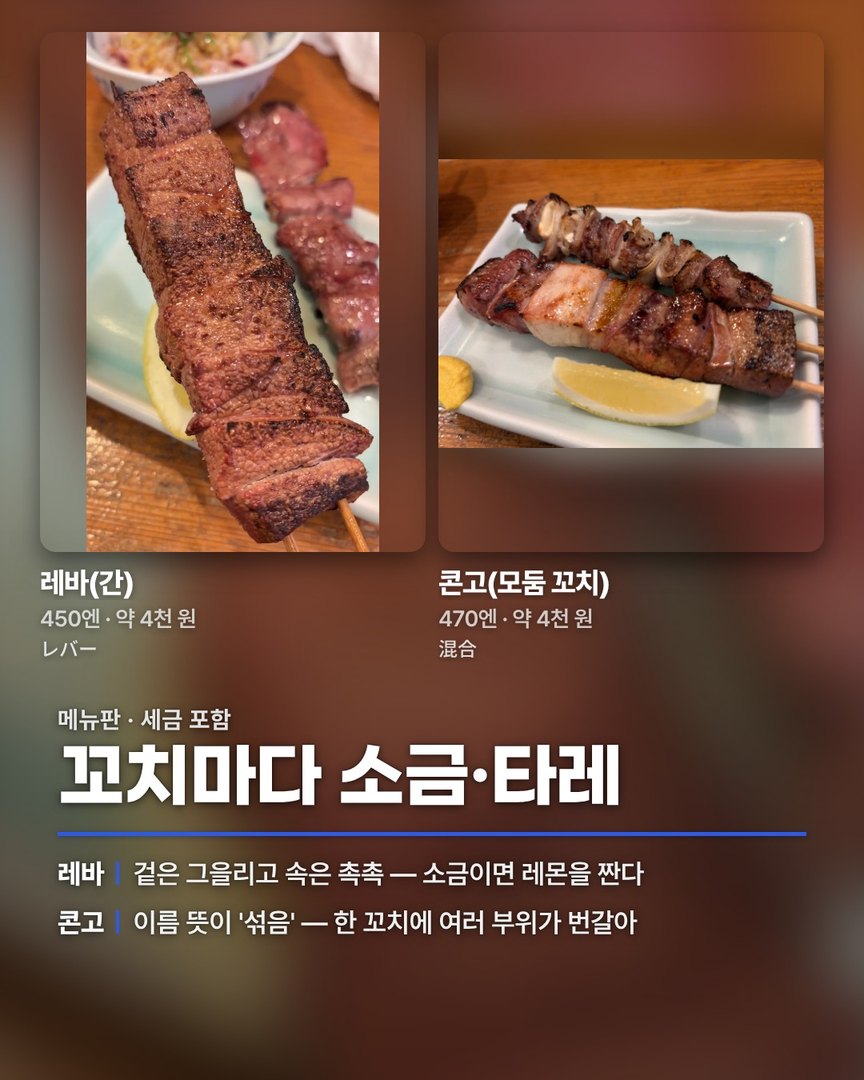 레바(간)
450엔 · 약 4천 원
レバー
콘고(모둠 꼬치)
470엔 · 약 4천 원
混合
메뉴판 · 세금 포함
꼬치마다 소금·타레
레바 | 겉은 그을리고 속은 촉촉 — 소금이면 레몬을 짠다
콘고 | 이름 뜻이 '섞음' — 한 꼬치에 여러 부위가 번갈아